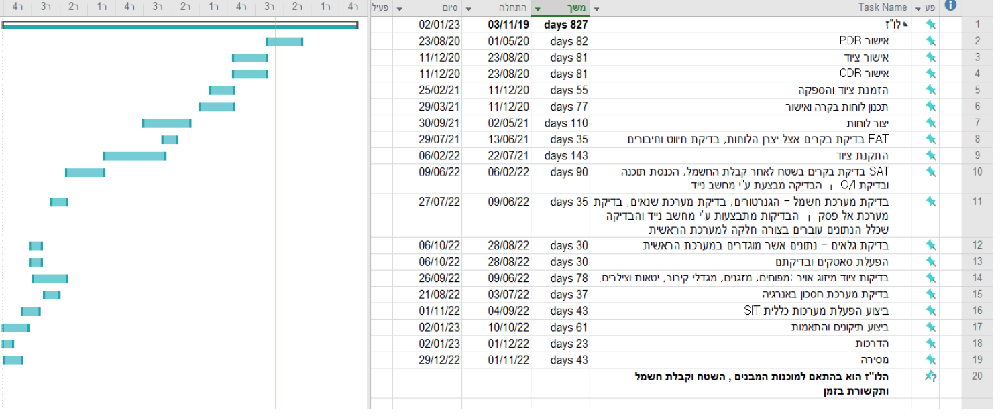 פע Task Name משך התחלה סיום פעיל ר4 ר1 ר2 ר3 ר4 ר1 ר2 ר3 ר4 ר1 ר2 ר3 ר4
1 לו"ז 827 days 03/11/19 02/01/23
2 אישור PDR 82 days 01/05/20 23/08/20
3 אישור ציוד 81 days 23/08/20 11/12/20
4 אישור CDR 81 days 23/08/20 11/12/20
5 הזמנת ציוד והספקה 55 days 11/12/20 25/02/21
6 תכנון לוחות בקרה ואישור 77 days 11/12/20 29/03/21
7 יצור לוחות 110 days 02/05/21 30/09/21
8 FAT בדיקת בקרים אצל יצרן הלוחות, בדיקת חיווט וחיבורים 35 days 13/06/21 29/07/21
9 התקנת ציוד 143 days 22/07/21 06/02/22
10 SAT בדיקת בקרים בשטח לאחר קבלת החשמל, הכנסת תוכנה 90 days 06/02/22 09/06/22
ובדיקת O/I , הבדיקה מבצעת ע"י מחשב נייד.
11 בדיקת מערכת חשמל - הגנרטורים, בדיקת מערכת שנאים, בדיקת 35 days 09/06/22 27/07/22
מערכת אל פסק , הבדיקות מתבצעות ע"י מחשב נייד והבדיקה
שכלל הנתונים עוברים בצורה חלקה למערכת הראשית
12 בדיקת גלאים - נתונים אשר מוגדרים במערכת הראשית 30 days 28/08/22 06/10/22
13 הפעלת סאטקים ובדיקתם 30 days 28/08/22 06/10/22
14 בדיקות ציוד מיזוג אויר :מפוחים, מזגנים, מגדלי קירור, יטאות וצילרים. 78 days 09/06/22 26/09/22
15 בדיקת מערכת חסכון באנרגיה 37 days 03/07/22 21/08/22
16 ביצוע הפעלת מערכות כללית SIT 43 days 04/09/22 01/11/22
17 ביצוע תיקונים והתאמות 61 days 10/10/22 02/01/23
18 הדרכות 23 days 01/12/22 02/01/23
19 מסירה 43 days 01/11/22 29/12/22
20 הלו"ז הוא בהתאם למוכנות המבנים , השטח וקבלת חשמל
ותקשורת בזמן